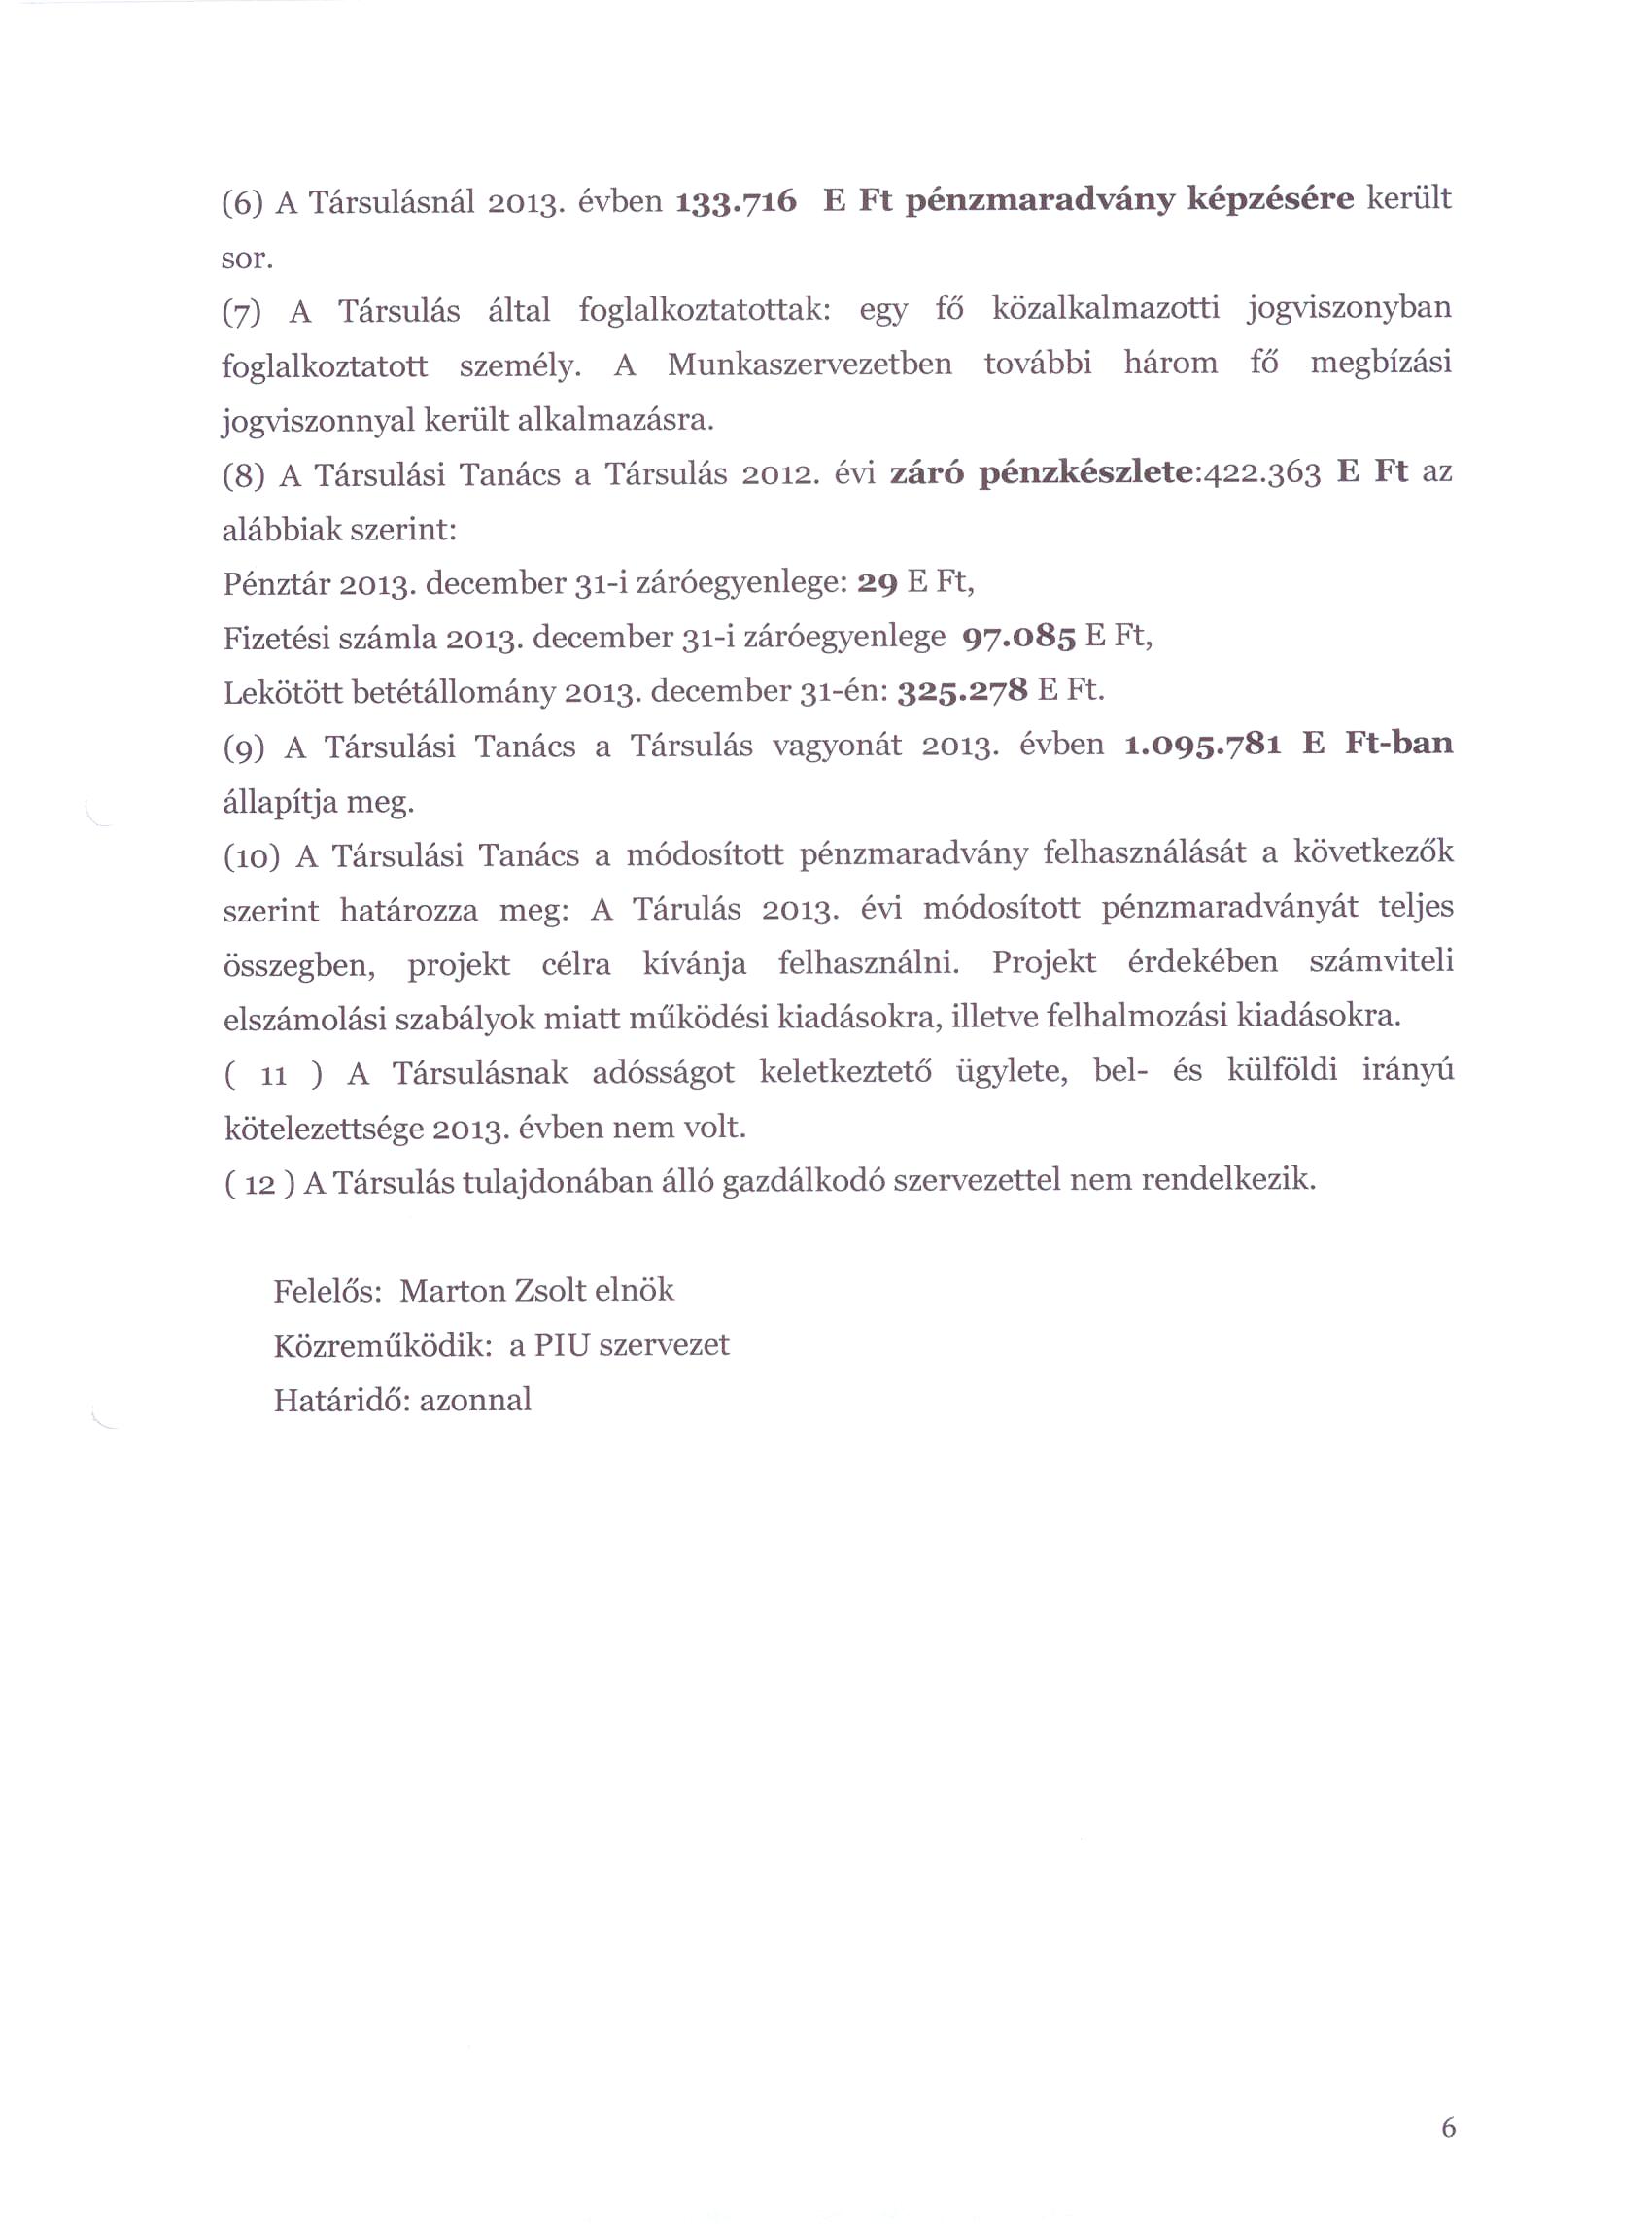 (6) A Társulásnál 2013. évben 133.716 E Ft pénzmaradvány képzésére került
sor.
(7) A Társulás által foglalkoztatottak: egy fő közalkalmazotti jogviszonyban
foglalkoztatott személy. A Munkaszervezetben további három fő megbízási
jogviszonnyal került alkalmazásra.
(8) A Társulási Tanács a Társulás 2012. évi záró pénzkészlete:422.363 E Ft az
alábbiak szerint:
Pénztár 2013. december 31-i záróegyenlege: 29 E Ft,
Fizetési számla 2013. december 31-i záróegyenlege 97.085 E Ft,
Lekötött betétállomány 2013. december 31-én: 325.278 E Ft.
(9) A Társulási Tanács a Társulás vagyonát 2013. évben 1.095.781 E Ft-ban
állapítja meg.
(10) A Társulási Tanács a módosított pénzmaradvány felhasználását a következők
szerint határozza meg: A Tárulás 2013. évi módosított pénzmaradványát teljes
összegben, projekt célra kívánja felhasználni. Projekt érdekében számviteli
elszámolási szabályok miatt működési kiadásokra, illetve felhalmozási kiadásokra.
( 11 ) A Társulásnak adósságot keletkeztető ügylete, bel- és külföldi irányú
kötelezettsége 2013. évben nem volt.
( 12 ) A Társulás tulajdonában álló gazdálkodó szervezettel nem rendelkezik.
Felelős: Marton Zsolt elnök
Közreműködik: a PIU szervezet
Határidő: azonnal
6